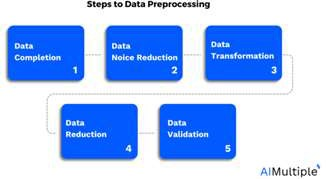 Steps to Data Preprocessing
Data
Completion
1
Data
Noice Reduction
2
Data
Transformation
3
Data
Reduction
4
Data
Validation
5
AIMultiple